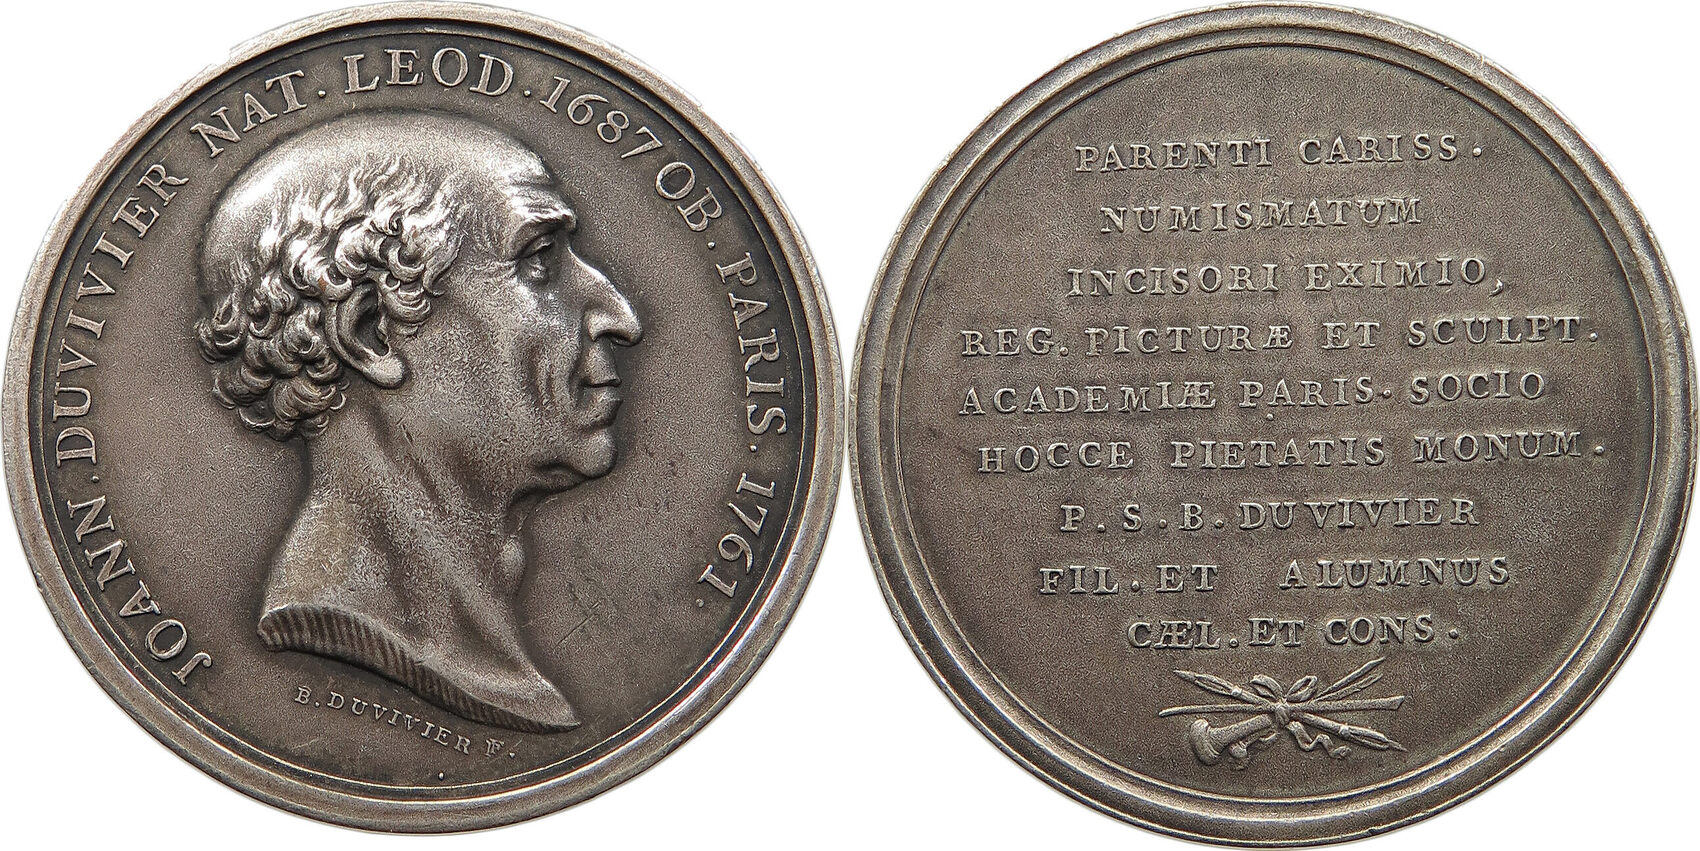 JOANN. DUVIVIER NAT. LEOD. 1687 OB. PARIS. 1761.
B. DUVIVIER F.
PARENTI CARISS.
NUMISMATUM
INCISORI EXIMIO,
REG. PICTURÆ ET SCULPT.
ACADEMIÆ PARIS. SOCIO
HOCCE PIETATIS MONUM.
P. S. B. DUVIVIER
FIL. ET ALUMNUS
CÆL. ET CONS.